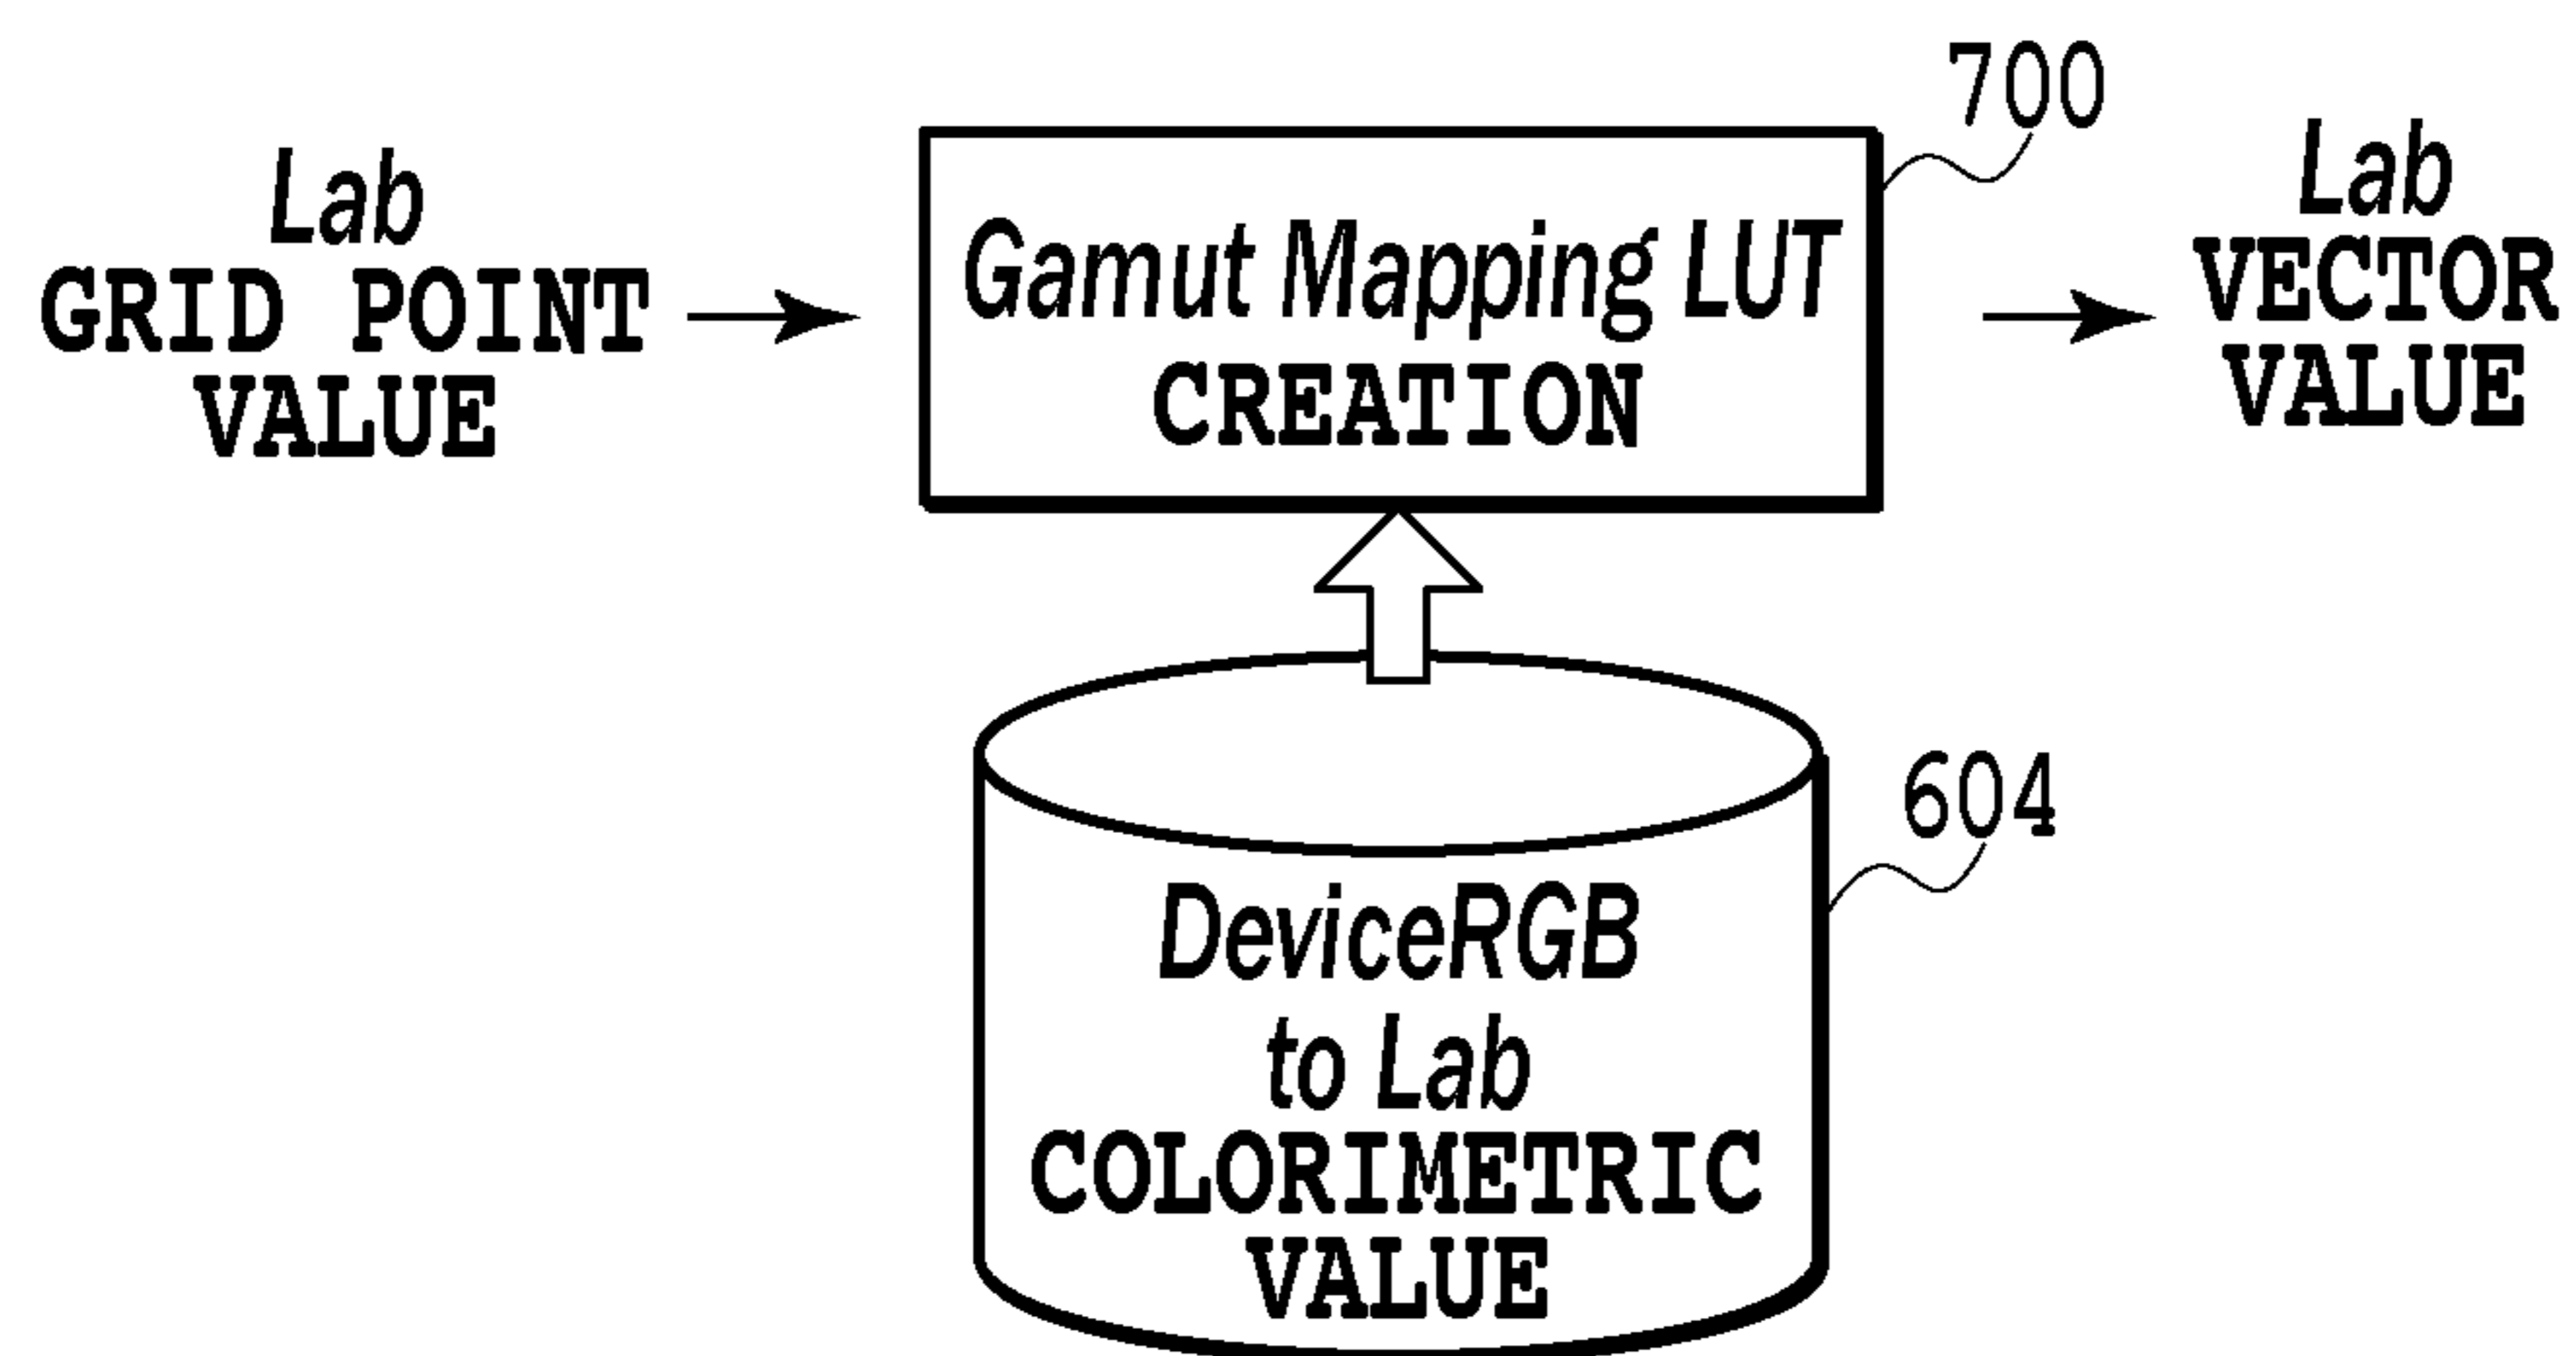 700
Lab
GRID POINT
VALUE
Gamut Mapping LUT
CREATION
Lab
VECTOR
VALUE
604
DeviceRGB
to Lab
COLORIMETRIC
VALUE